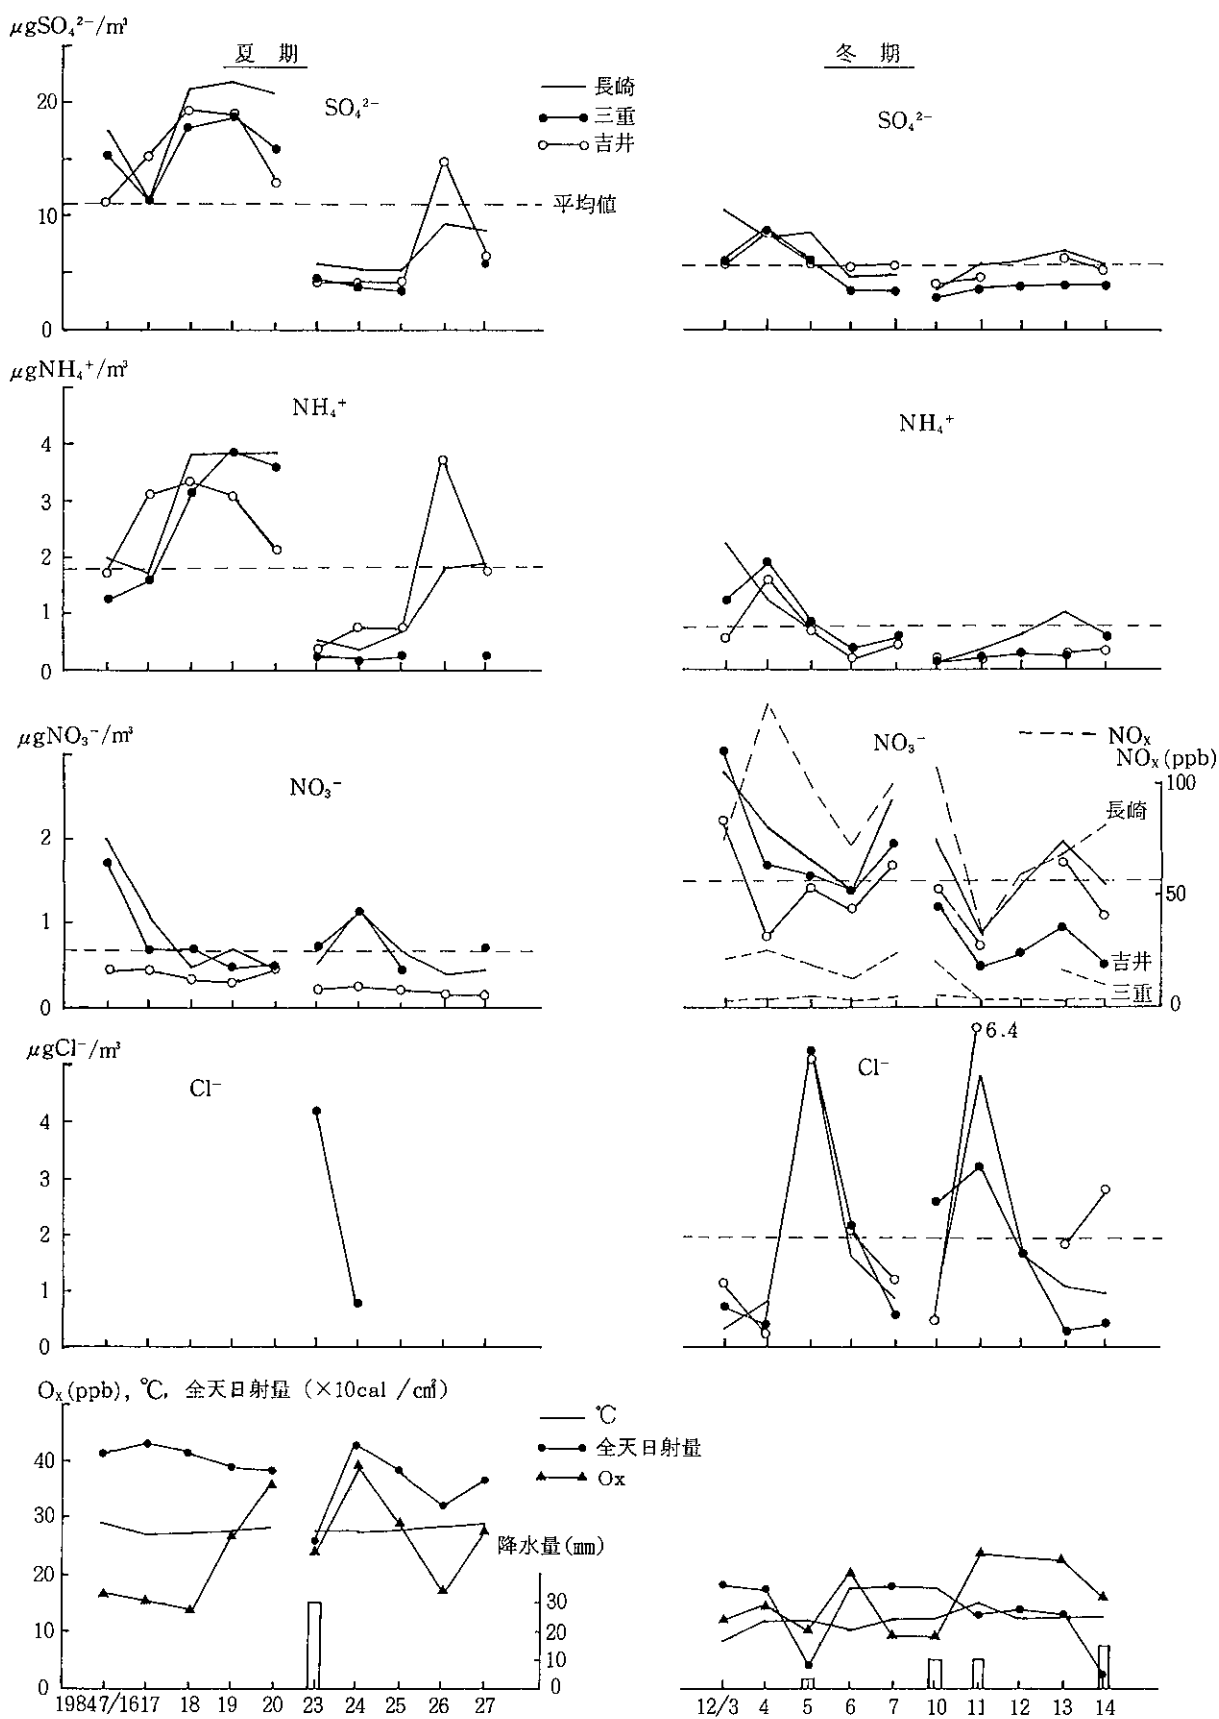 μgSO₄²⁻/m³
夏 期
冬 期
SO₄²⁻
長崎
三重
吉井
SO₄²⁻
平均値
20
10
0
μgNH₄⁺/m³
NH₄⁺
NH₄⁺
4
3
2
1
0
μgNO₃⁻/m³
NO₃⁻
NO₃⁻
NOx
NOx(ppb)
100
長崎
50
吉井
三重
0
2
1
0
μgCl⁻/m³
Cl⁻
Cl⁻
6.4
4
3
2
1
0
Ox(ppb), ℃, 全天日射量 (×10cal/c㎡)
℃
全天日射量
Ox
40
30
20
10
0
降水量(㎜)
30
20
10
0
19847/16 17 18 19 20 23 24 25 26 27
12/3 4 5 6 7 10 11 12 13 14